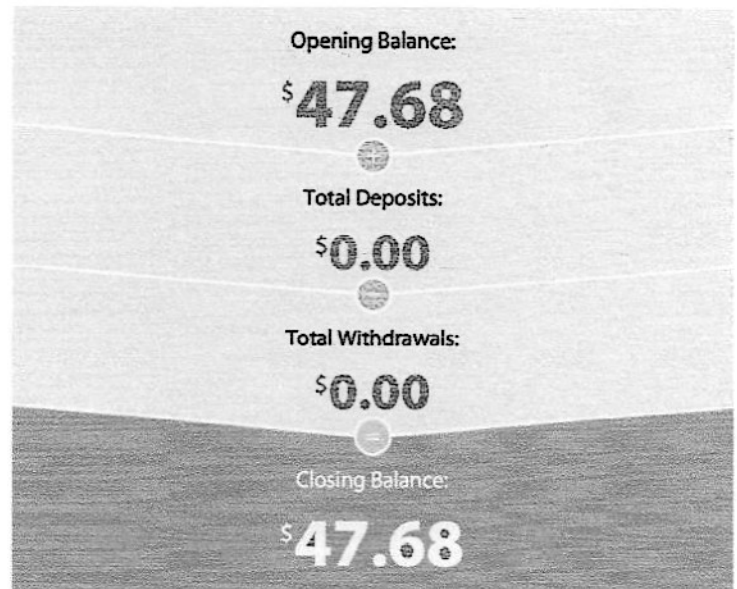 Opening Balance:
$47.68
+
Total Deposits:
$0.00
−
Total Withdrawals:
$0.00
=
Closing Balance:
$47.68